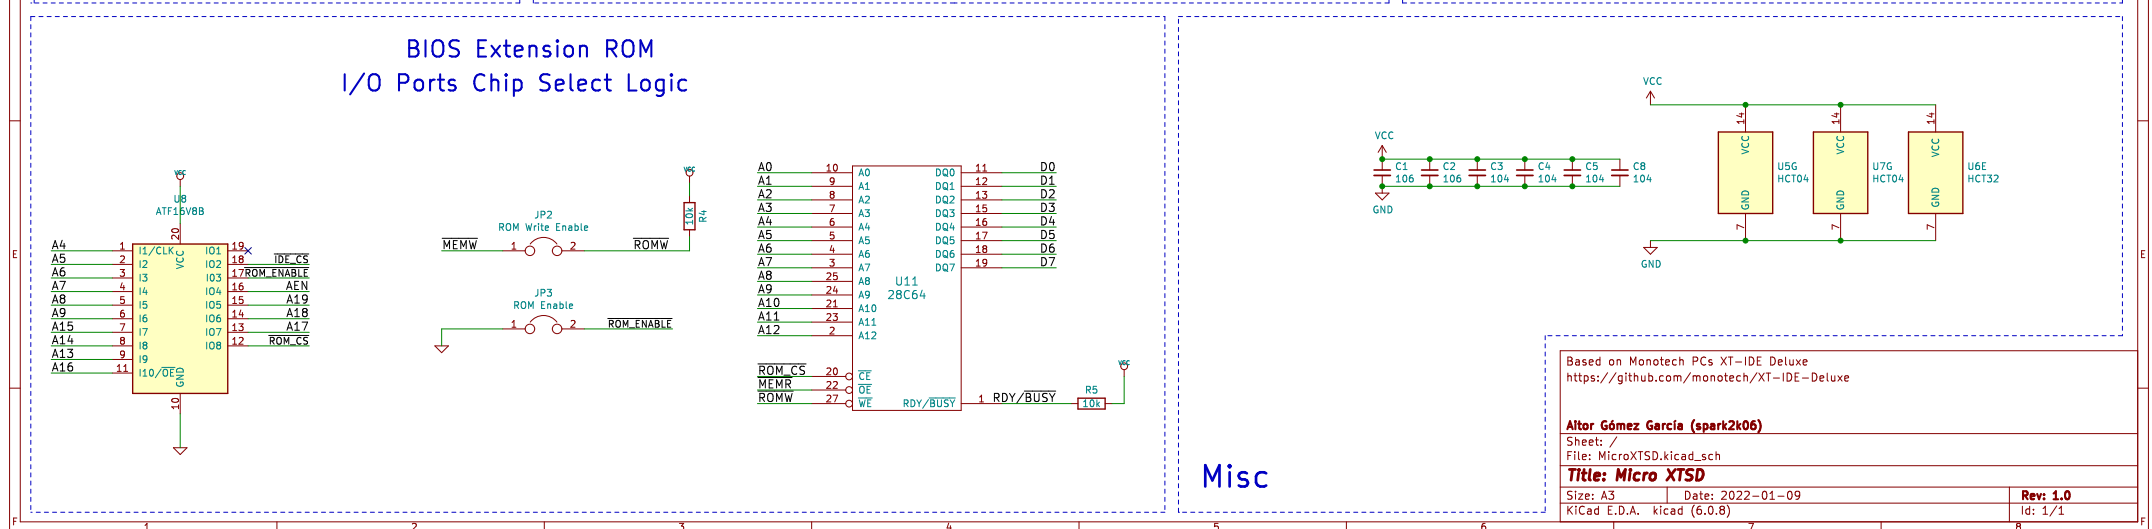 BIOS Extension ROM
I/O Ports Chip Select Logic
VCC
U8
ATF16V8B
A4 1 I1/CLK IO1 19
A5 2 I2 IO2 18 IDE_CS
A6 3 I3 IO3 17 ROM_ENABLE
A7 4 I4 IO4 16 AEN
A8 5 I5 IO5 15 A19
A9 6 I6 IO6 14 A18
A15 7 I7 IO7 13 A17
A14 8 I8 IO8 12 ROM_CS
A13 9 I9
A16 11 I10/OE
20 VCC
GND 10
JP2
ROM Write Enable
MEMW 1 2 ROMW
VCC
10k R4
JP3
ROM Enable
1 2 ROM_ENABLE
A0 10 A0 DQ0 11 D0
A1 9 A1 DQ1 12 D1
A2 8 A2 DQ2 13 D2
A3 7 A3 DQ3 15 D3
A4 6 A4 DQ4 16 D4
A5 5 A5 DQ5 17 D5
A6 4 A6 DQ6 18 D6
A7 3 A7 DQ7 19 D7
A8 25 A8
A9 24 A9
A10 21 A10
A11 23 A11
A12 2 A12
U11
28C64
ROM_CS 20 CE
MEMR 22 OE
ROMW 27 WE
RDY/BUSY 1 RDY/BUSY
R5
10k
VCC
VCC
C1
106
C2
106
C3
104
C4
104
C5
104
C8
104
GND
VCC
14 VCC GND 7
U5G
HCT04
14 VCC GND 7
U7G
HCT04
14 VCC GND 7
U6E
HCT32
GND
Misc
Based on Monotech PCs XT-IDE Deluxe
https://github.com/monotech/XT-IDE-Deluxe
Aitor Gómez García (spark2k06)
Sheet: /
File: MicroXTSD.kicad_sch
Title: Micro XTSD
Size: A3 Date: 2022-01-09 Rev: 1.0
KiCad E.D.A. kicad (6.0.8) Id: 1/1
E
E
F
F
1 2 3 4 5 6 7 8